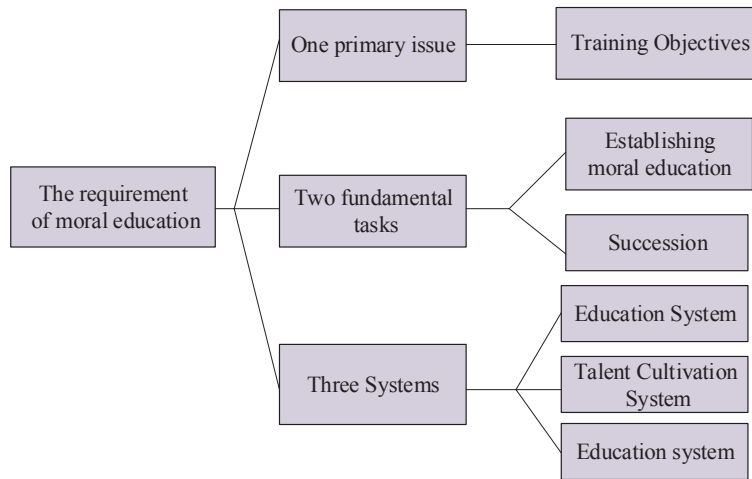 One primary issue
Training Objectives
The requirement
of moral education
Two fundamental
tasks
Establishing
moral education
Succession
Three Systems
Education System
Talent Cultivation
System
Education system